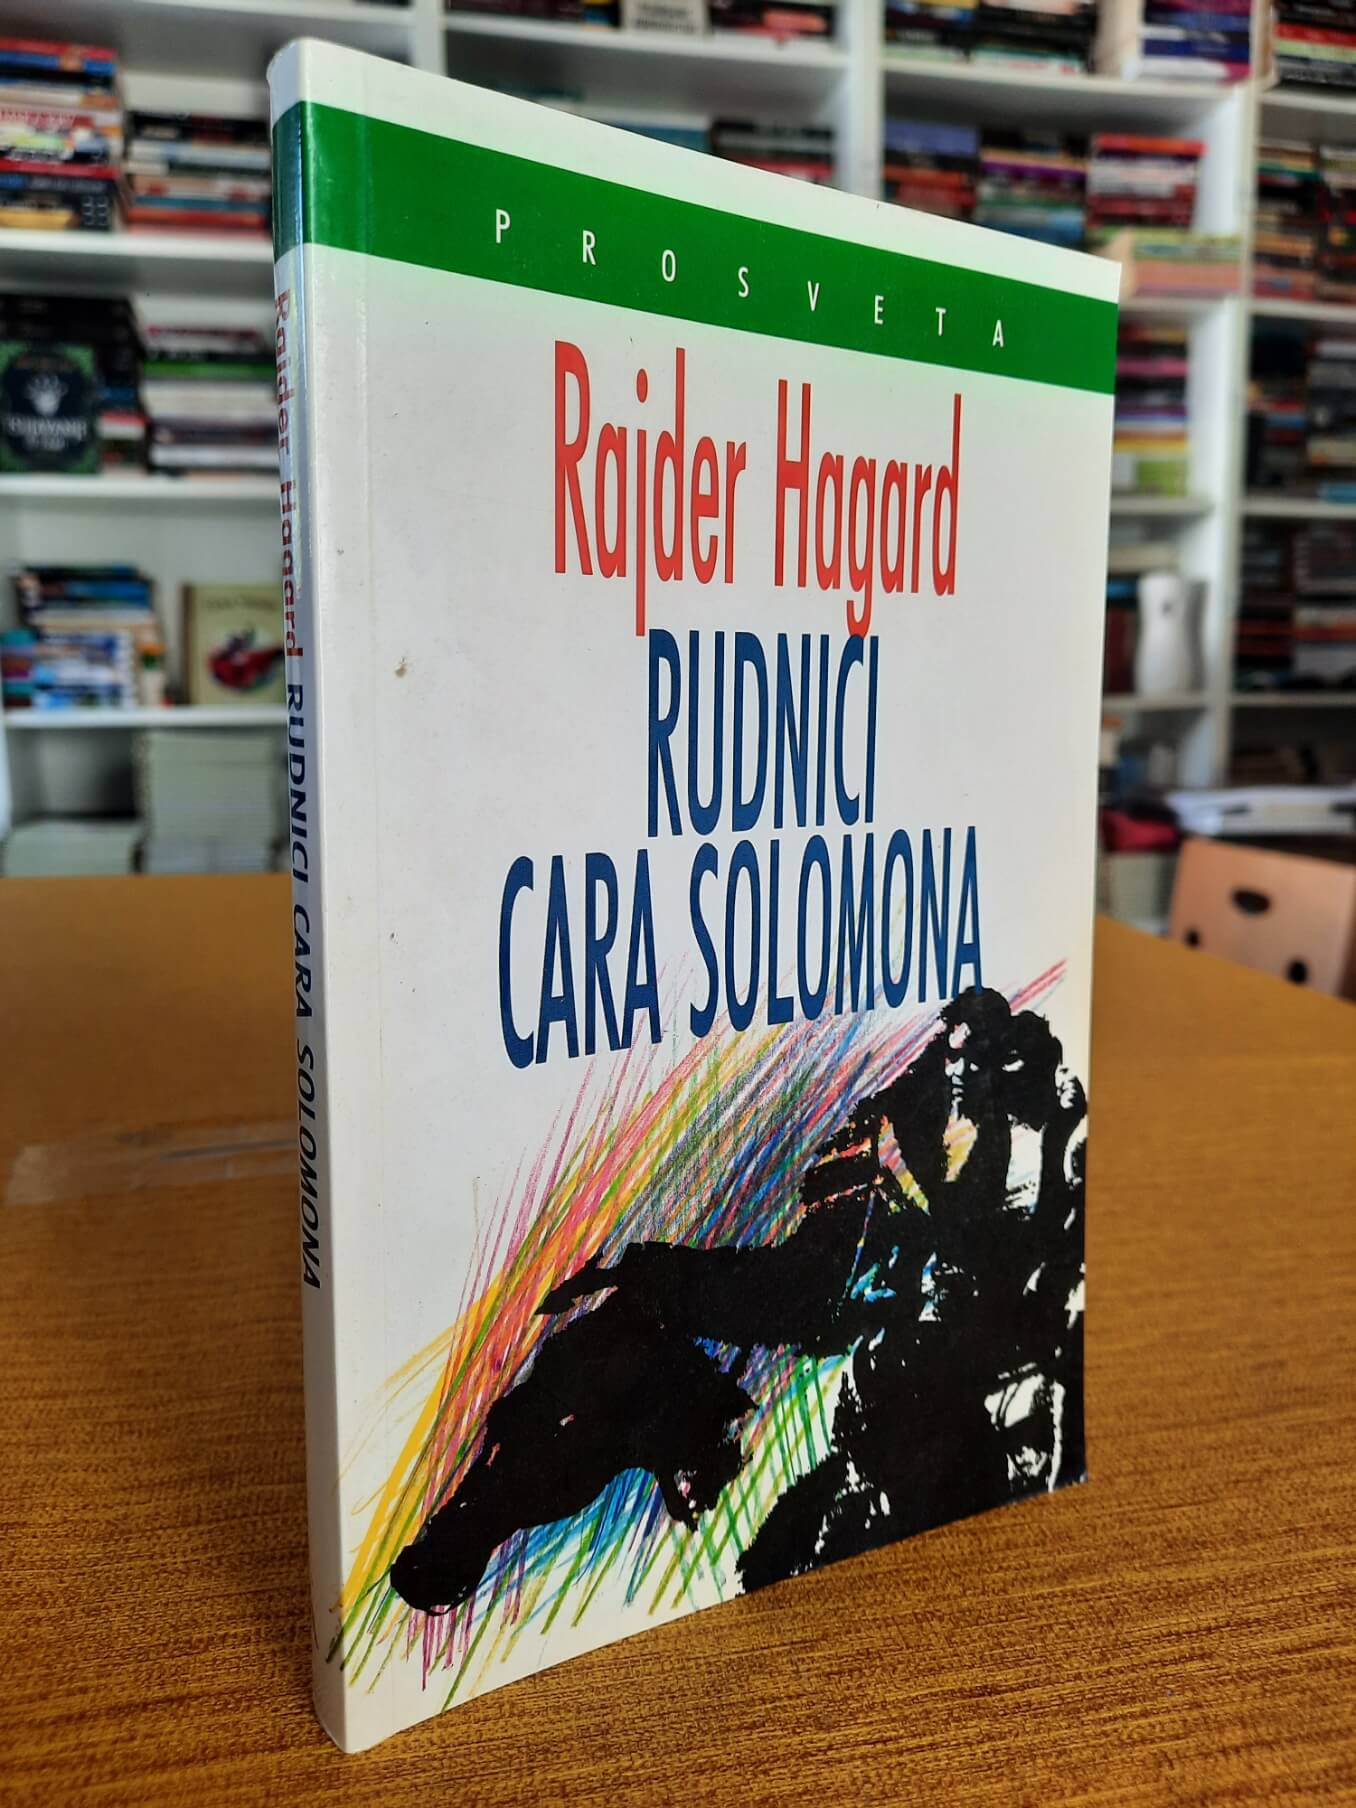 PROSVETA
Rajder Hagard
RUDNICI
CARA SOLOMONA
Rajder Hagard RUDNICI CARA SOLOMONA